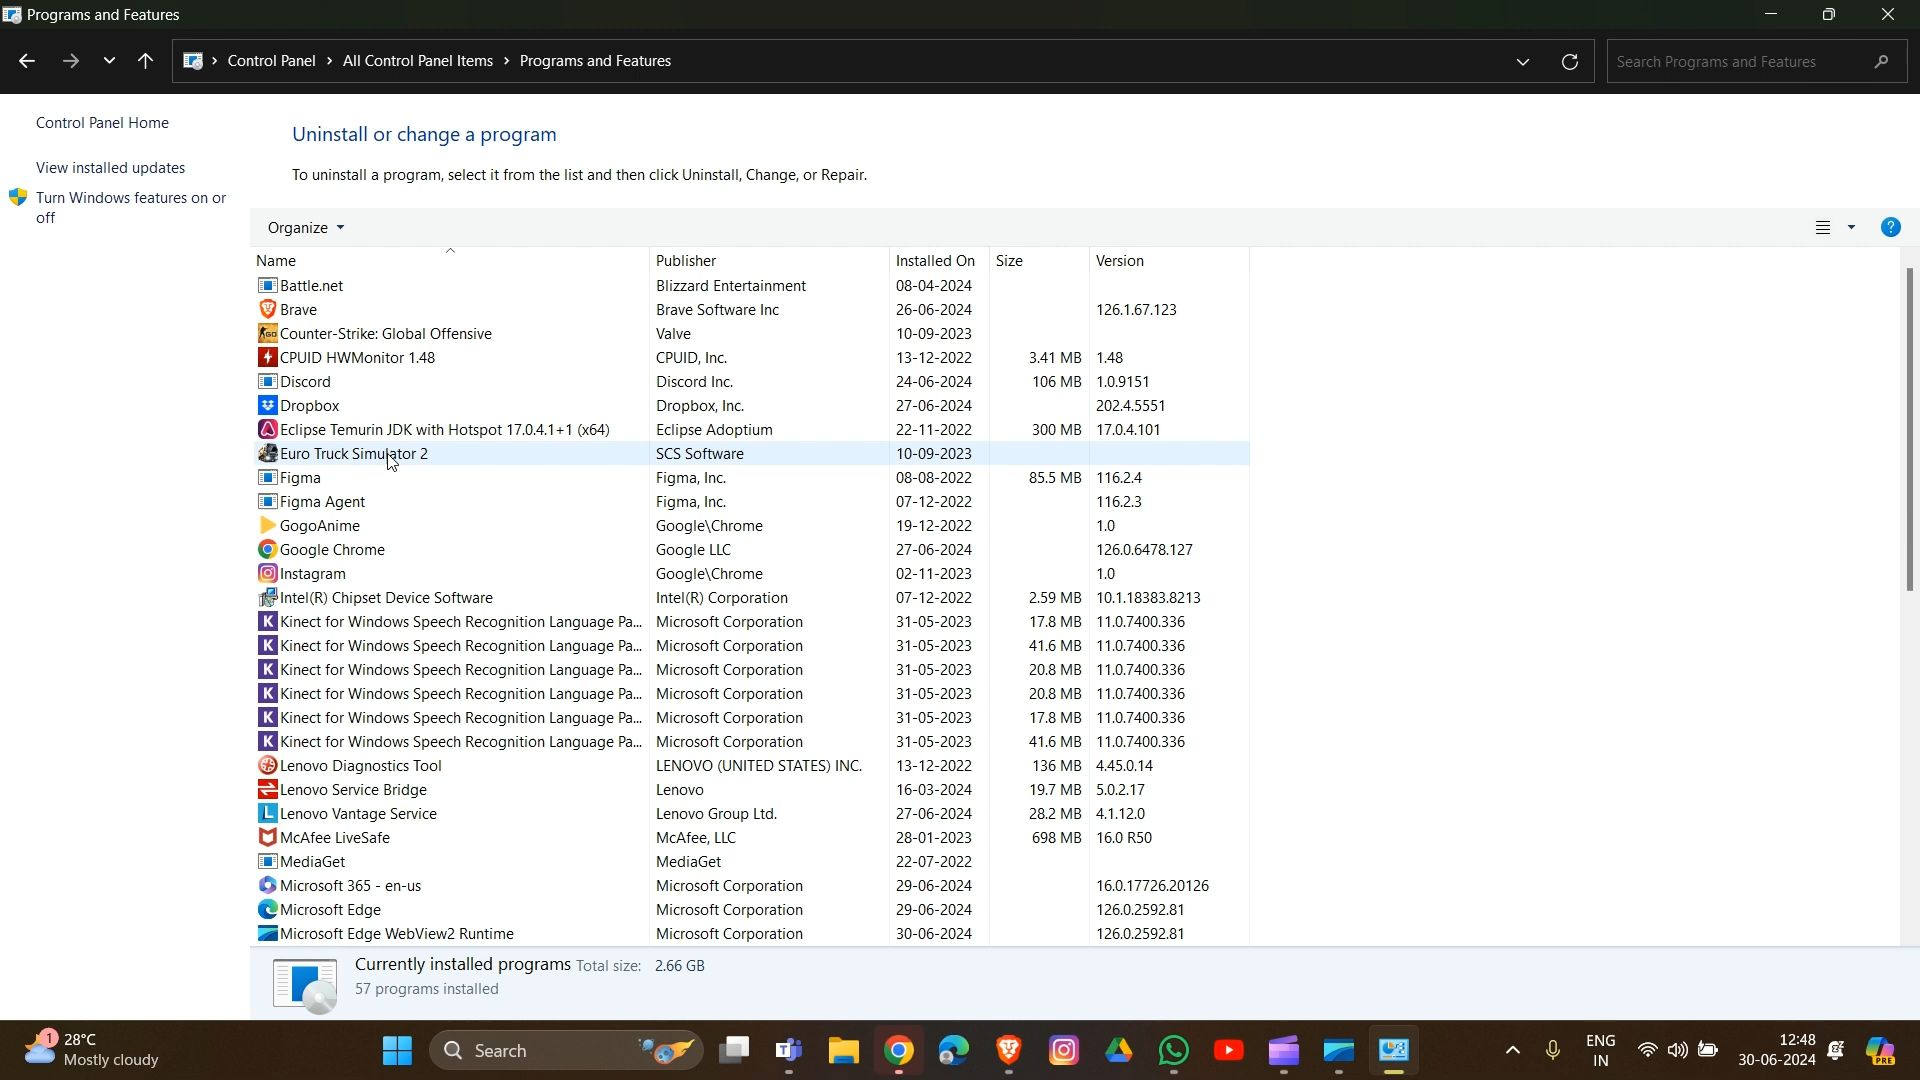 Programs and Features
Control Panel > All Control Panel Items > Programs and Features
Search Programs and Features
Control Panel Home
View installed updates
Turn Windows features on or
off
Uninstall or change a program
To uninstall a program, select it from the list and then click Uninstall, Change, or Repair.
Organize
Name Publisher Installed On Size Version
Battle.net Blizzard Entertainment 08-04-2024
Brave Brave Software Inc 26-06-2024 126.1.67.123
Counter-Strike: Global Offensive Valve 10-09-2023
CPUID HWMonitor 1.48 CPUID, Inc. 13-12-2022 3.41 MB 1.48
Discord Discord Inc. 24-06-2024 106 MB 1.0.9151
Dropbox Dropbox, Inc. 27-06-2024 202.4.5551
Eclipse Temurin JDK with Hotspot 17.0.4.1+1 (x64) Eclipse Adoptium 22-11-2022 300 MB 17.0.4.101
Euro Truck Simulator 2 SCS Software 10-09-2023
Figma Figma, Inc. 08-08-2022 85.5 MB 116.2.4
Figma Agent Figma, Inc. 07-12-2022 116.2.3
GogoAnime Google\Chrome 19-12-2022 1.0
Google Chrome Google LLC 27-06-2024 126.0.6478.127
Instagram Google\Chrome 02-11-2023 1.0
Intel(R) Chipset Device Software Intel(R) Corporation 07-12-2022 2.59 MB 10.1.18383.8213
Kinect for Windows Speech Recognition Language Pa... Microsoft Corporation 31-05-2023 17.8 MB 11.0.7400.336
Kinect for Windows Speech Recognition Language Pa... Microsoft Corporation 31-05-2023 41.6 MB 11.0.7400.336
Kinect for Windows Speech Recognition Language Pa... Microsoft Corporation 31-05-2023 20.8 MB 11.0.7400.336
Kinect for Windows Speech Recognition Language Pa... Microsoft Corporation 31-05-2023 20.8 MB 11.0.7400.336
Kinect for Windows Speech Recognition Language Pa... Microsoft Corporation 31-05-2023 17.8 MB 11.0.7400.336
Kinect for Windows Speech Recognition Language Pa... Microsoft Corporation 31-05-2023 41.6 MB 11.0.7400.336
Lenovo Diagnostics Tool LENOVO (UNITED STATES) INC. 13-12-2022 136 MB 4.45.0.14
Lenovo Service Bridge Lenovo 16-03-2024 19.7 MB 5.0.2.17
Lenovo Vantage Service Lenovo Group Ltd. 27-06-2024 28.2 MB 4.1.12.0
McAfee LiveSafe McAfee, LLC 28-01-2023 698 MB 16.0 R50
MediaGet MediaGet 22-07-2022
Microsoft 365 - en-us Microsoft Corporation 29-06-2024 16.0.17726.20126
Microsoft Edge Microsoft Corporation 29-06-2024 126.0.2592.81
Microsoft Edge WebView2 Runtime Microsoft Corporation 30-06-2024 126.0.2592.81
Currently installed programs Total size: 2.66 GB
57 programs installed
1 28°C
Mostly cloudy
Search
ENG
IN
12:48
30-06-2024
PRE